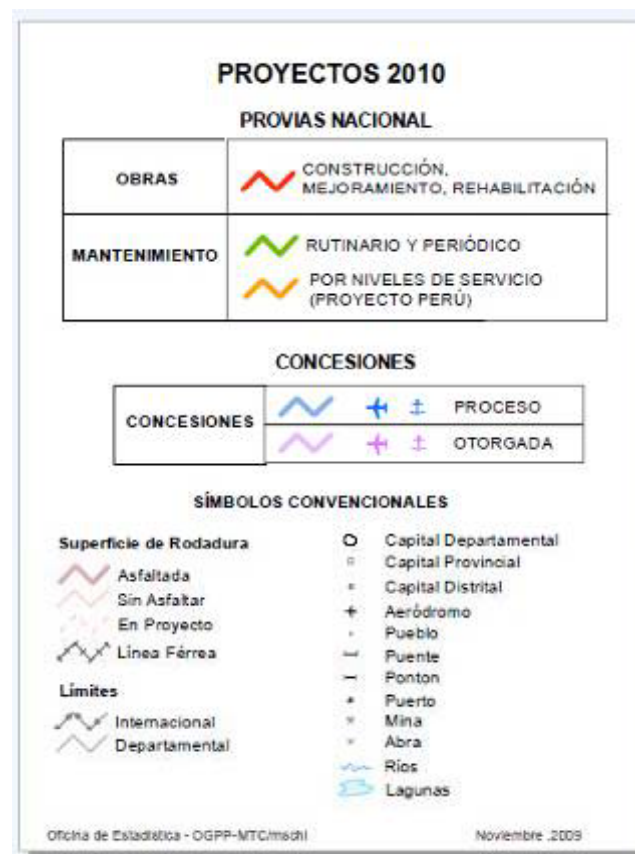 PROYECTOS 2010
PROVIAS NACIONAL
OBRAS
CONSTRUCCIÓN,
MEJORAMIENTO, REHABILITACIÓN
MANTENIMIENTO
RUTINARIO Y PERIÓDICO
POR NIVELES DE SERVICIO
(PROYECTO PERÚ)
CONCESIONES
CONCESIONES
PROCESO
OTORGADA
SÍMBOLOS CONVENCIONALES
Superficie de Rodadura
Asfaltada
Sin Asfaltar
En Proyecto
Línea Férrea
Límites
Internacional
Departamental
Capital Departamental
Capital Provincial
Capital Distrital
Aeródromo
Pueblo
Puente
Ponton
Puerto
Mina
Abra
Ríos
Lagunas
Oficina de Estadística - OGPP-MTC/mschl
Noviembre ,2009